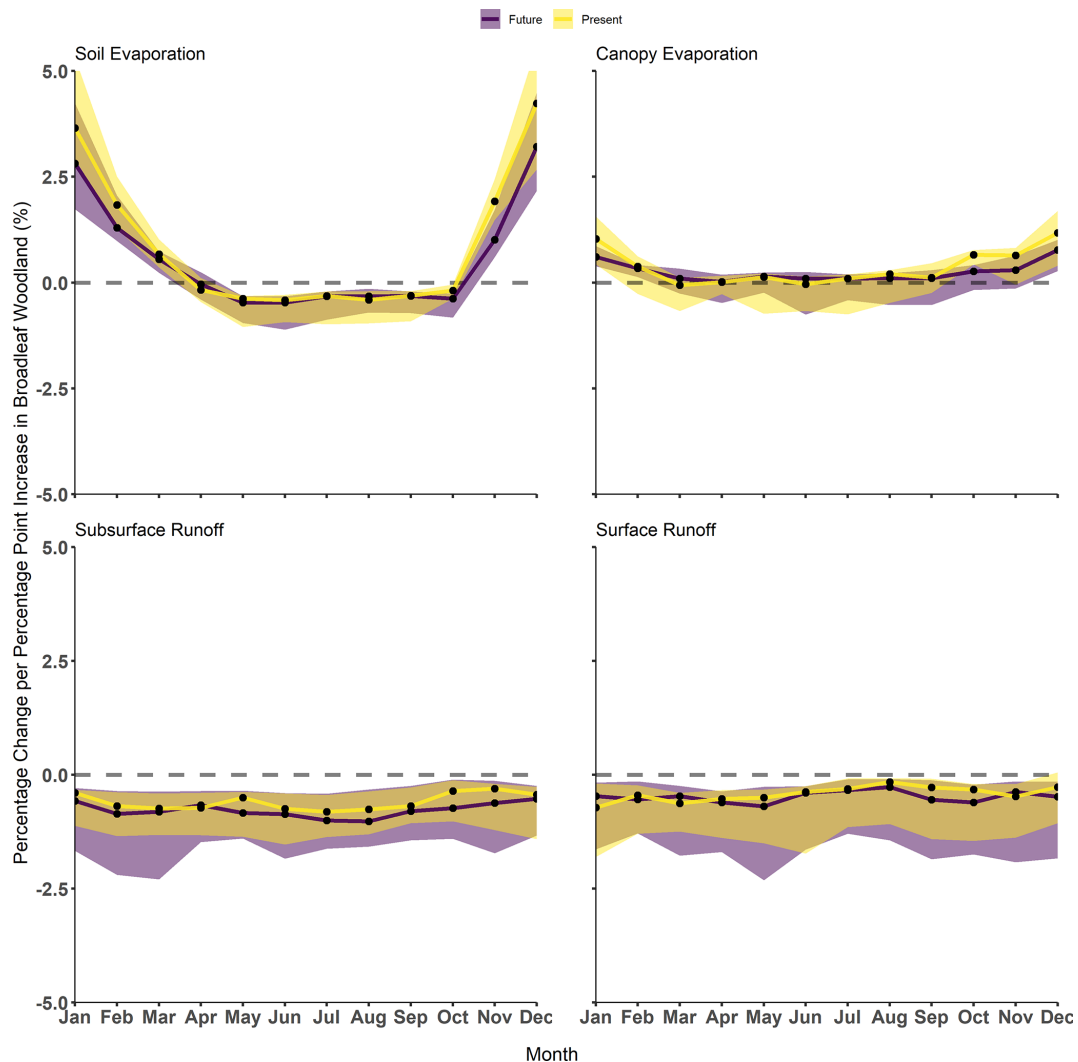 Future Present
Soil Evaporation
Canopy Evaporation
5.0
2.5
0.0
-2.5
-5.0
Subsurface Runoff
Surface Runoff
5.0
2.5
0.0
-2.5
-5.0
Jan Feb Mar Apr May Jun Jul Aug Sep Oct Nov Dec
Jan Feb Mar Apr May Jun Jul Aug Sep Oct Nov Dec
Month
Percentage Change per Percentage Point Increase in Broadleaf Woodland (%)